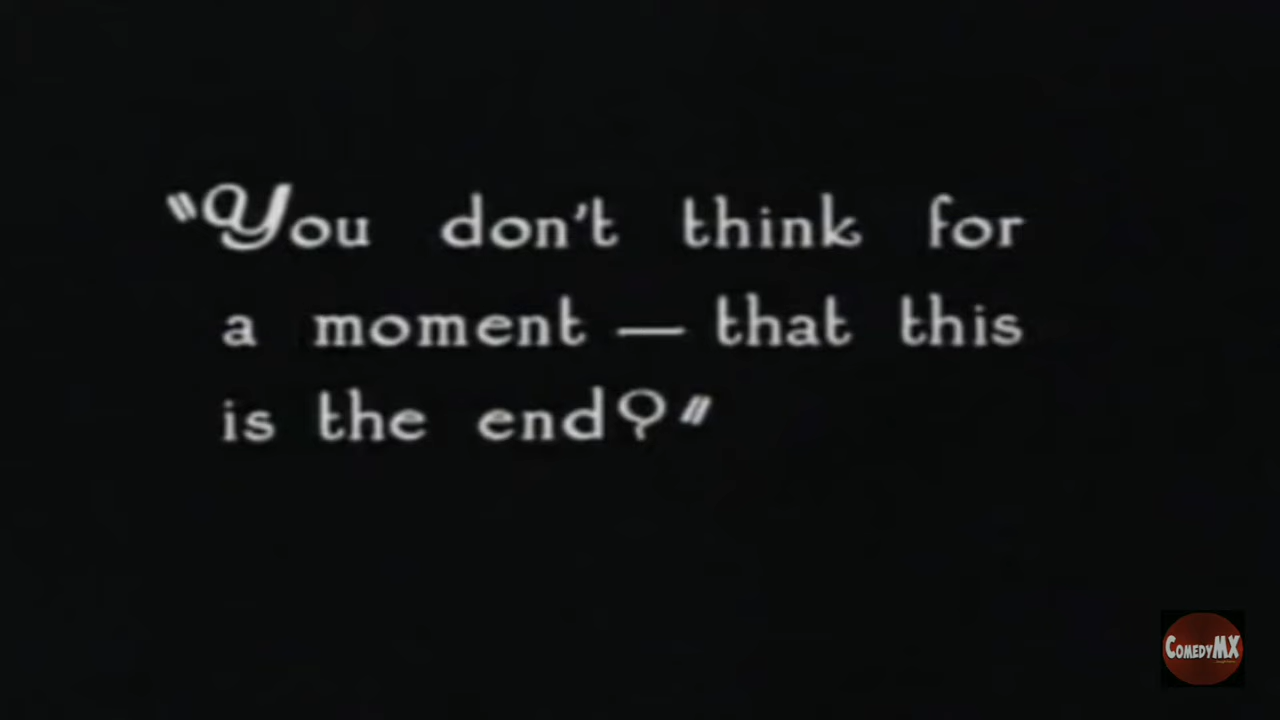 "You don't think for
a moment — that this
is the end?"
COMEDYMX